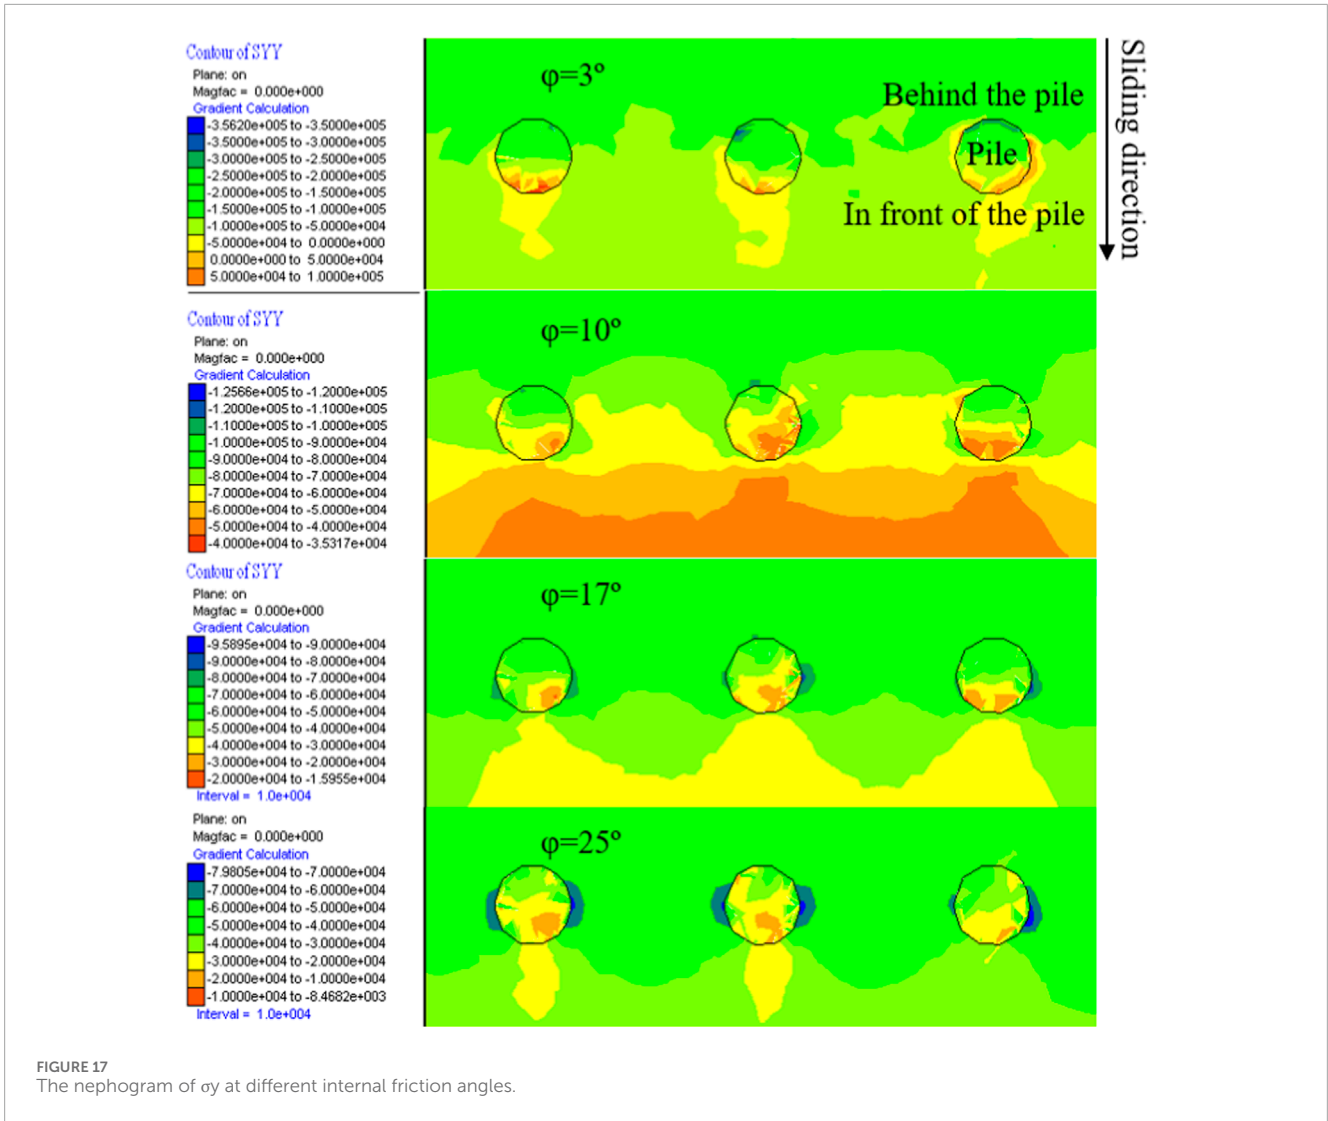 Contour of SYY
Plane: on
Magfac = 0.000e+000
Gradient Calculation
-3.5620e+005 to -3.5000e+005
-3.5000e+005 to -3.0000e+005
-3.0000e+005 to -2.5000e+005
-2.5000e+005 to -2.0000e+005
-2.0000e+005 to -1.5000e+005
-1.5000e+005 to -1.0000e+005
-1.0000e+005 to -5.0000e+004
-5.0000e+004 to 0.0000e+000
0.0000e+000 to 5.0000e+004
5.0000e+004 to 1.0000e+005
φ=3º
Behind the pile
Pile
In front of the pile
Sliding direction
Contour of SYY
Plane: on
Magfac = 0.000e+000
Gradient Calculation
-1.2566e+005 to -1.2000e+005
-1.2000e+005 to -1.1000e+005
-1.1000e+005 to -1.0000e+005
-1.0000e+005 to -9.0000e+004
-9.0000e+004 to -8.0000e+004
-8.0000e+004 to -7.0000e+004
-7.0000e+004 to -6.0000e+004
-6.0000e+004 to -5.0000e+004
-5.0000e+004 to -4.0000e+004
-4.0000e+004 to -3.5317e+004
φ=10º
Contour of SYY
Plane: on
Magfac = 0.000e+000
Gradient Calculation
-9.5895e+004 to -9.0000e+004
-9.0000e+004 to -8.0000e+004
-8.0000e+004 to -7.0000e+004
-7.0000e+004 to -6.0000e+004
-6.0000e+004 to -5.0000e+004
-5.0000e+004 to -4.0000e+004
-4.0000e+004 to -3.0000e+004
-3.0000e+004 to -2.0000e+004
-2.0000e+004 to -1.5955e+004
Interval = 1.0e+004
φ=17º
Plane: on
Magfac = 0.000e+000
Gradient Calculation
-7.9805e+004 to -7.0000e+004
-7.0000e+004 to -6.0000e+004
-6.0000e+004 to -5.0000e+004
-5.0000e+004 to -4.0000e+004
-4.0000e+004 to -3.0000e+004
-3.0000e+004 to -2.0000e+004
-2.0000e+004 to -1.0000e+004
-1.0000e+004 to -8.4682e+003
Interval = 1.0e+004
φ=25º
FIGURE 17
The nephogram of σy at different internal friction angles.